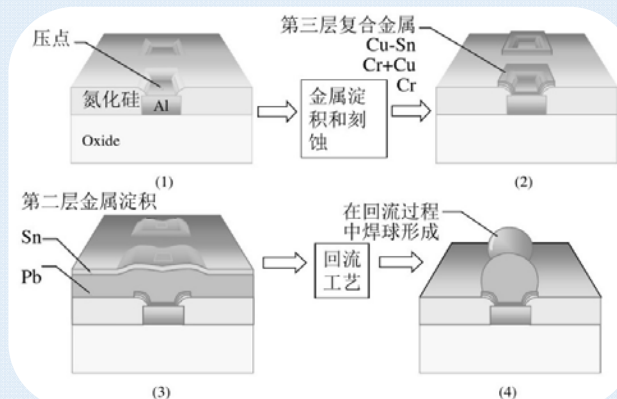 压点
第三层复合金属
Cu-Sn
Cr+Cu
Cr
氮化硅
Al
Oxide
金属淀
积和刻
蚀
(1)
(2)
第二层金属淀积
Sn
Pb
回流
工艺
在回流过程
中焊球形成
(3)
(4)